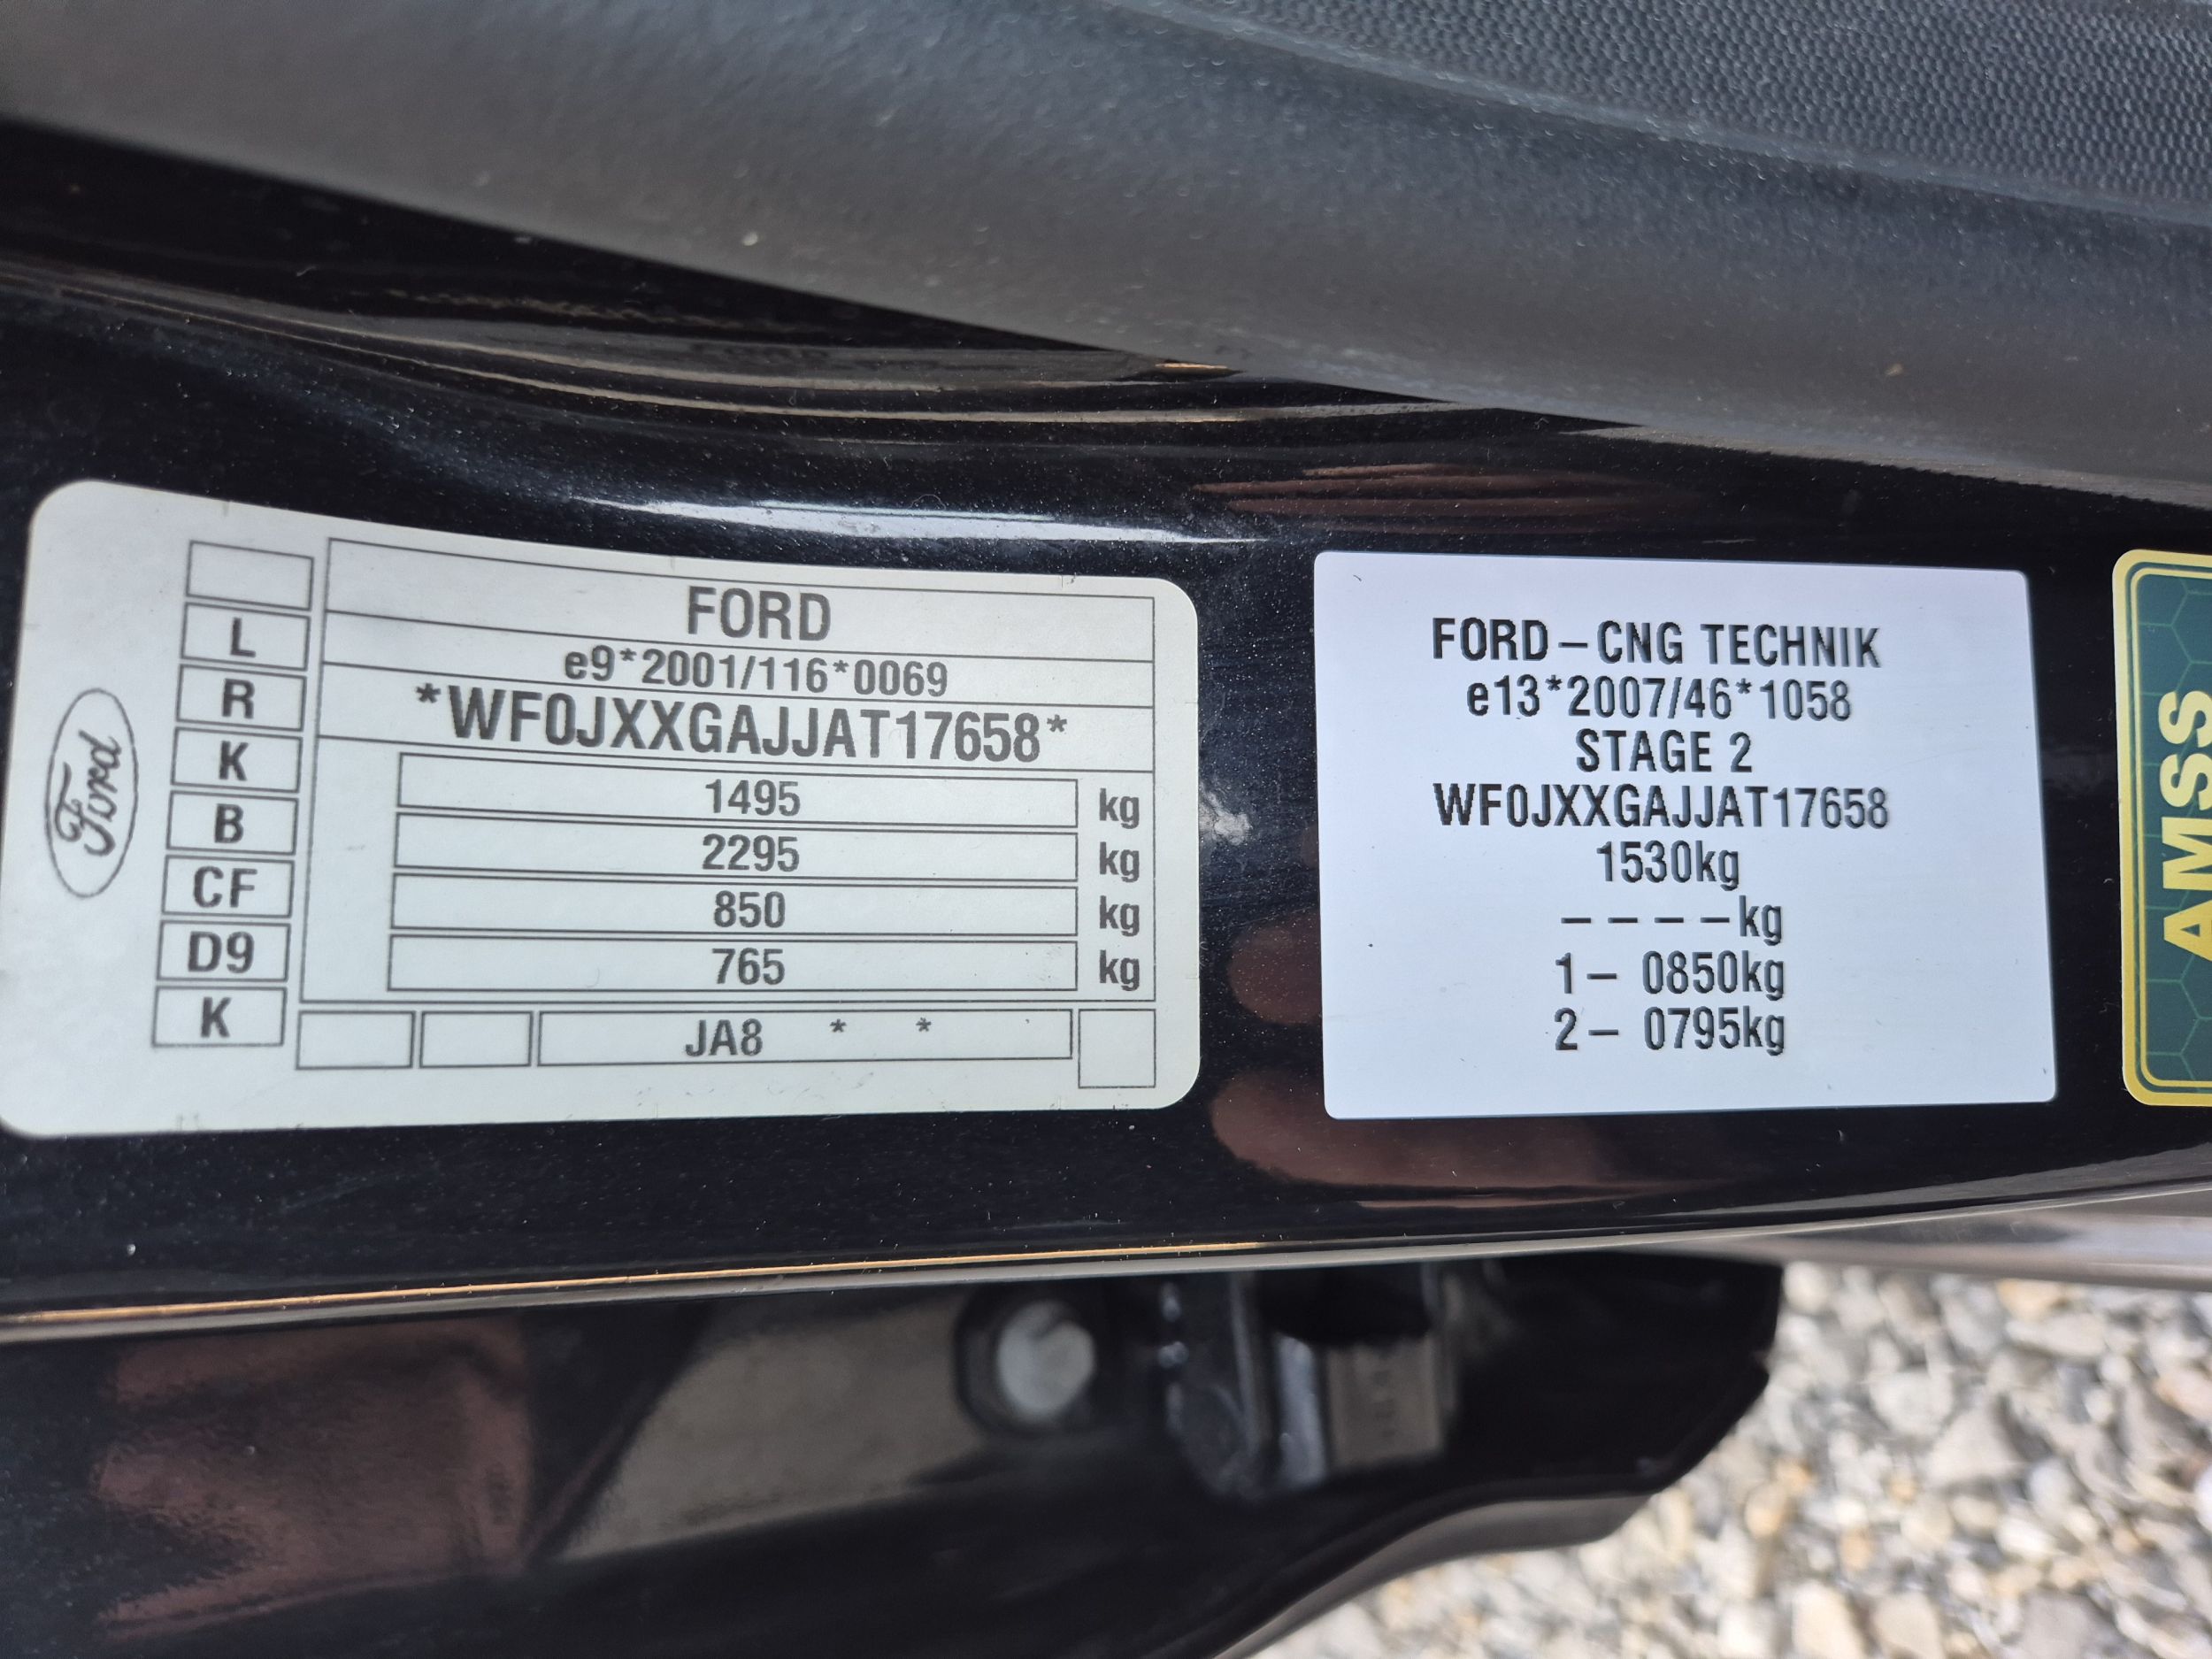 Ford
L
R
K
B
CF
D9
K
FORD
e9*2001/116*0069
*WF0JXXGAJJAT17658*
1495 kg
2295 kg
850 kg
765 kg
JA8 * *
FORD – CNG TECHNIK
e13*2007/46*1058
STAGE 2
WF0JXXGAJJAT17658
1530kg
– – – – kg
1 – 0850kg
2 – 0795kg
AMSS